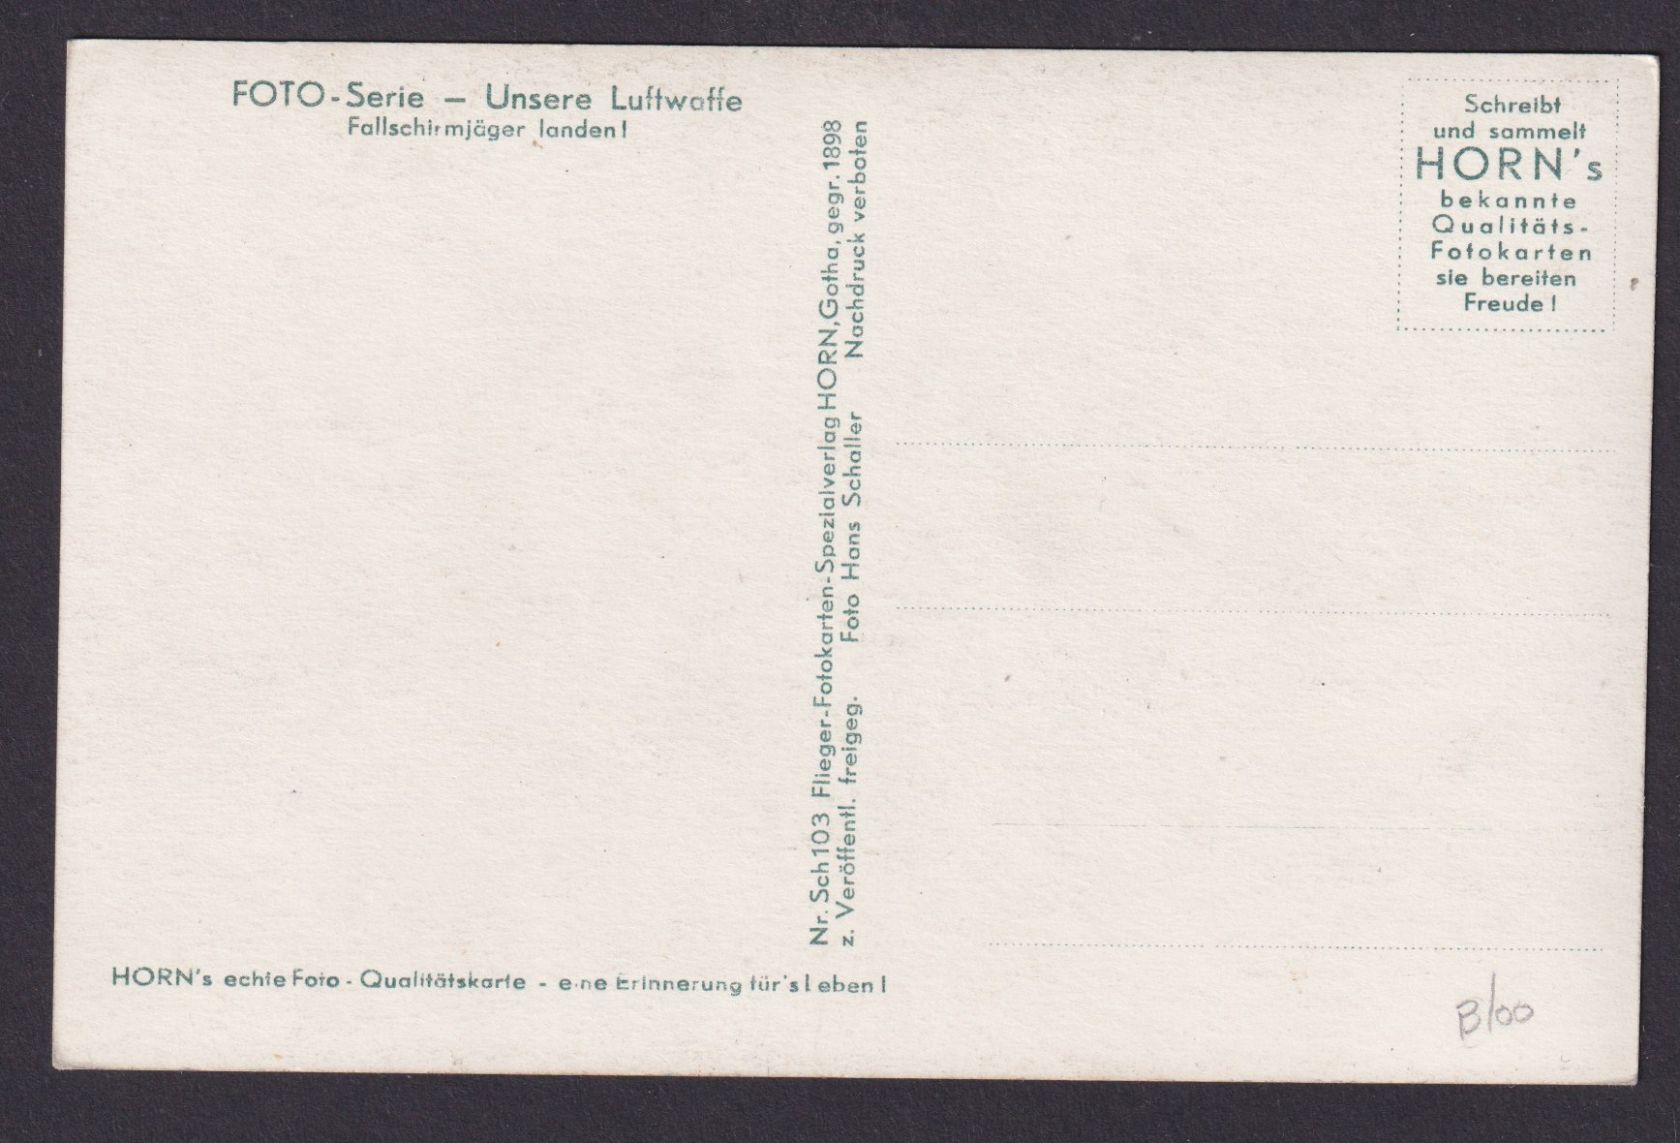 FOTO-Serie – Unsere Luftwaffe
Fallschirmjäger landen!
Nr. Sch 103 Flieger-Fotokarten-Spezialverlag HORN, Gotha, gegr. 1898
z. Veröffentl. freigeg. Foto Hans Schaller Nachdruck verboten
Schreibt
und sammelt
HORN's
bekannte
Qualitäts-
Fotokarten
sie bereiten
Freude!
HORN's echte Foto-Qualitätskarte - eine Erinnerung für's Leben!
B/00